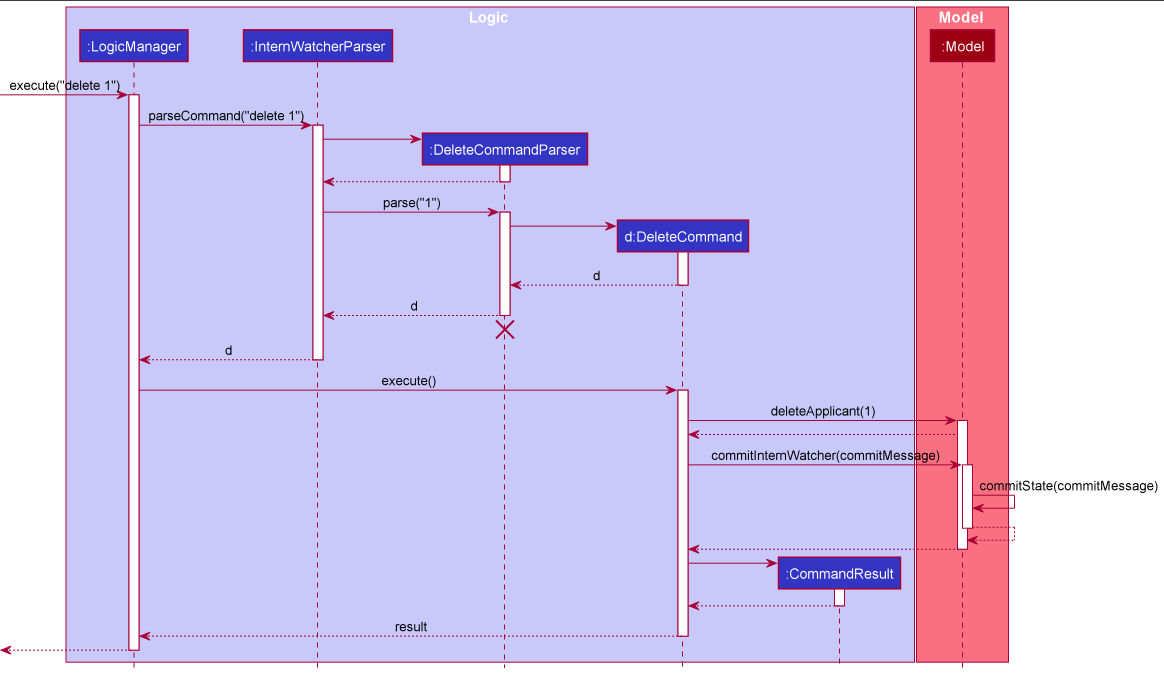 Logic
Model
:LogicManager
:InternWatcherParser
:Model
execute("delete 1")
parseCommand("delete 1")
:DeleteCommandParser
parse("1")
d:DeleteCommand
d
d
d
execute()
deleteApplicant(1)
commitInternWatcher(commitMessage)
commitState(commitMessage)
:CommandResult
result